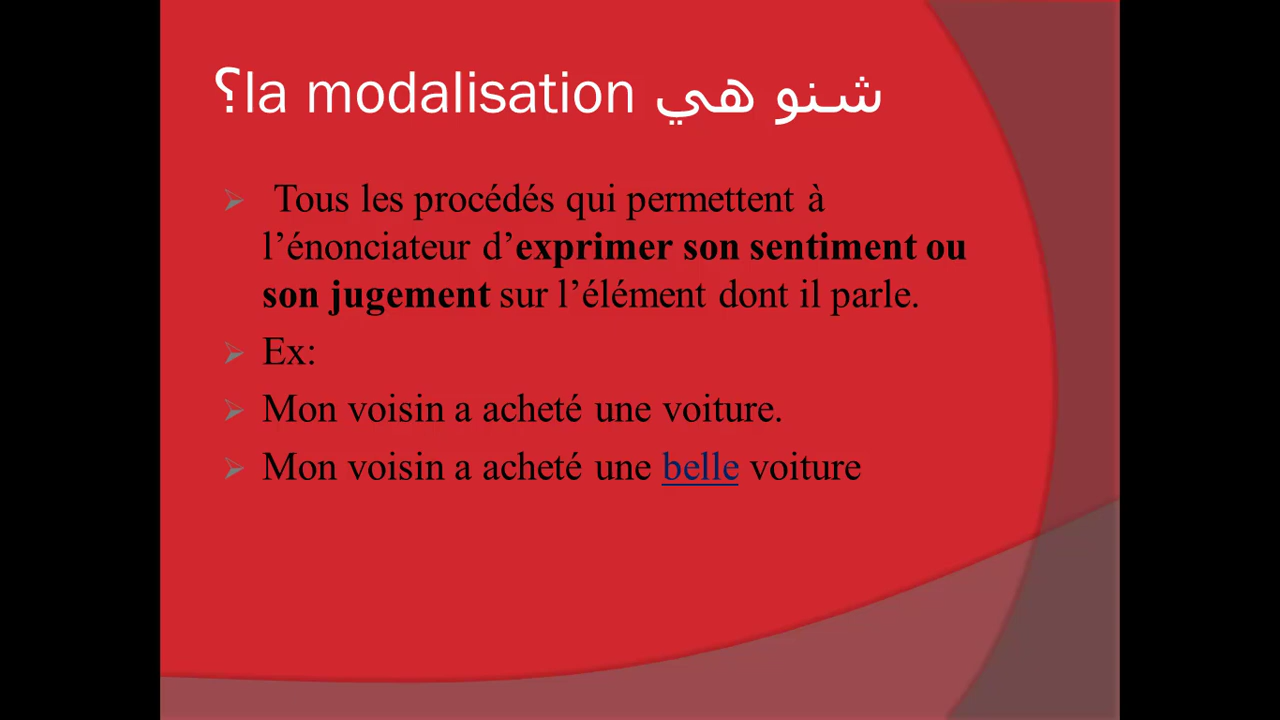 شنو هي la modalisation؟
Tous les procédés qui permettent à
l’énonciateur d’exprimer son sentiment ou
son jugement sur l’élément dont il parle.
Ex:
Mon voisin a acheté une voiture.
Mon voisin a acheté une belle voiture